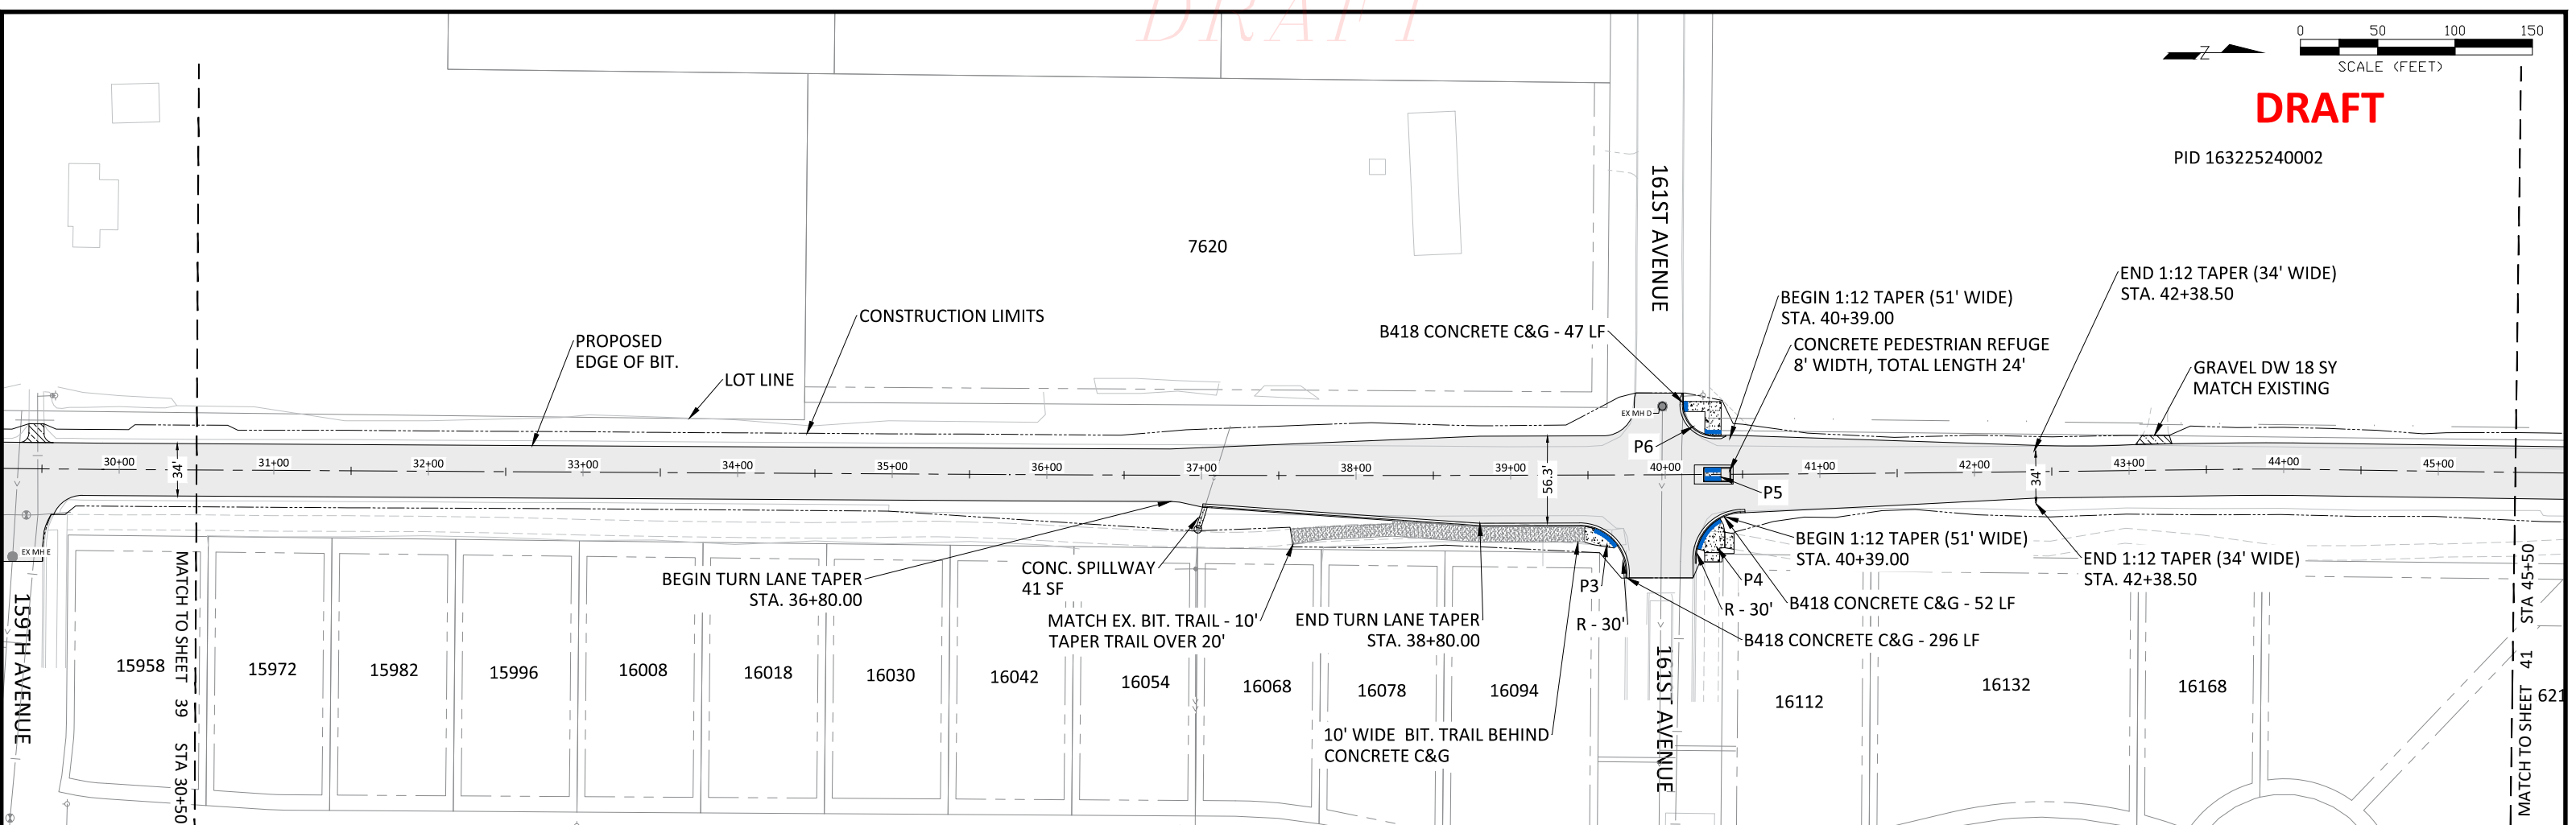 DRAFT
0 50 100 150
Z
SCALE (FEET)
DRAFT
PID 163225240002
161ST AVENUE
7620
END 1:12 TAPER (34' WIDE)
STA. 42+38.50
BEGIN 1:12 TAPER (51' WIDE)
STA. 40+39.00
CONSTRUCTION LIMITS
B418 CONCRETE C&G - 47 LF
PROPOSED
EDGE OF BIT.
CONCRETE PEDESTRIAN REFUGE
8' WIDTH, TOTAL LENGTH 24'
LOT LINE
GRAVEL DW 18 SY
MATCH EXISTING
EX MH D
P6
30+00 31+00 32+00 33+00 34+00 35+00 36+00 37+00 38+00 39+00 40+00 41+00 42+00 43+00 44+00 45+00
34'
56.3'
34'
P5
EX MH E
BEGIN 1:12 TAPER (51' WIDE)
STA. 40+39.00
END 1:12 TAPER (34' WIDE)
STA. 42+38.50
BEGIN TURN LANE TAPER
STA. 36+80.00
CONC. SPILLWAY
41 SF
P3
P4
R - 30'
B418 CONCRETE C&G - 52 LF
MATCH EX. BIT. TRAIL - 10'
TAPER TRAIL OVER 20'
END TURN LANE TAPER
STA. 38+80.00
R - 30'
B418 CONCRETE C&G - 296 LF
159TH AVENUE
MATCH TO SHEET 39 STA 30+50
15958
15972
15982
15996
16008
16018
16030
16042
16054
16068
16078
16094
161ST AVENUE
16112
16132
16168
621
10' WIDE BIT. TRAIL BEHIND
CONCRETE C&G
MATCH TO SHEET 41 STA 45+50